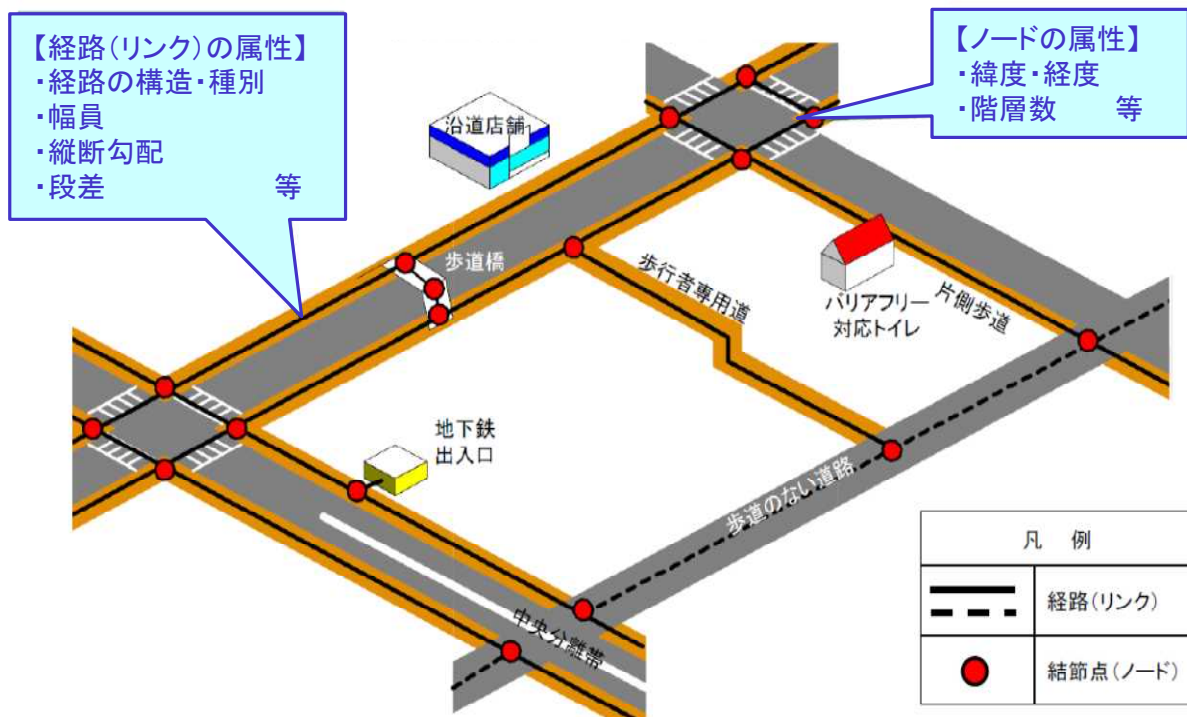 【経路(リンク)の属性】
・経路の構造・種別
・幅員
・縦断勾配
・段差 等
【ノードの属性】
・緯度・経度
・階層数 等
沿道店舗
歩道橋
歩行者専用道
バリアフリー
対応トイレ
片側歩道
地下鉄
出入口
歩道のない道路
中央分離帯
凡 例
経路(リンク)
結節点(ノード)